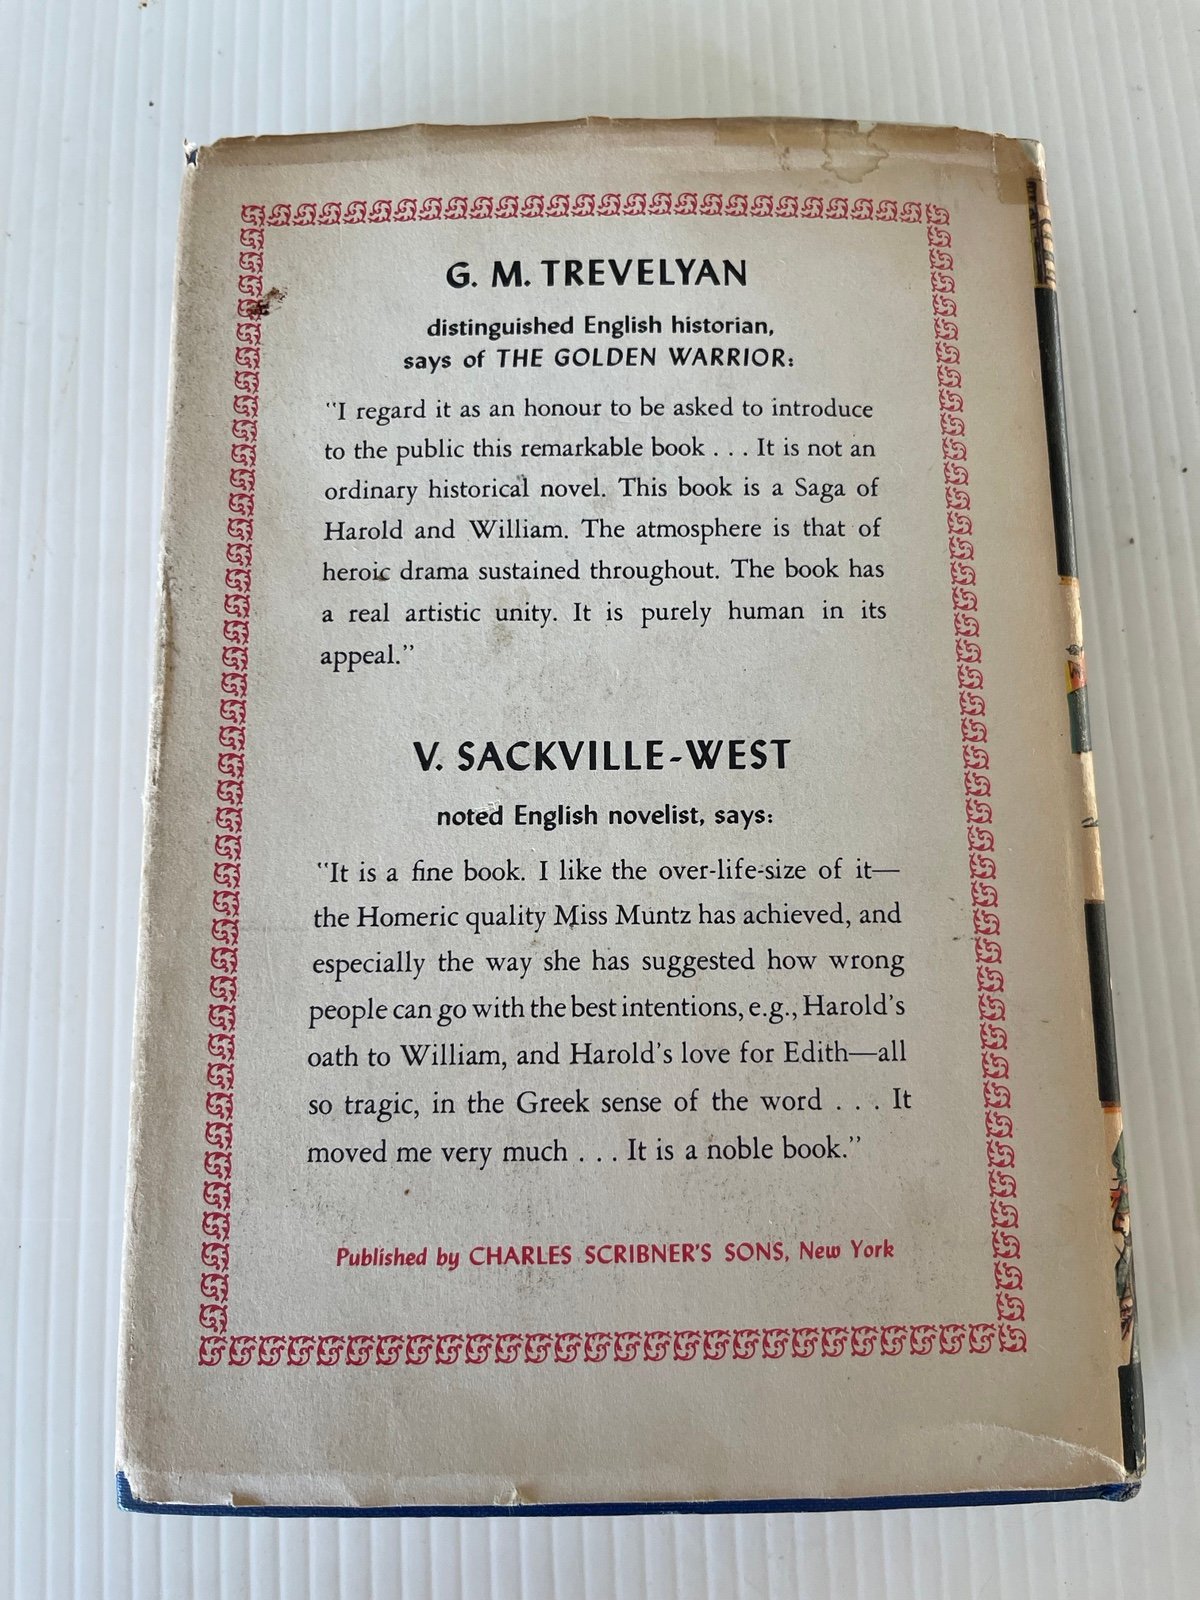 G. M. TREVELYAN
distinguished English historian,
says of THE GOLDEN WARRIOR:
"I regard it as an honour to be asked to introduce
to the public this remarkable book . . . It is not an
ordinary historical novel. This book is a Saga of
Harold and William. The atmosphere is that of
heroic drama sustained throughout. The book has
a real artistic unity. It is purely human in its
appeal."
V. SACKVILLE-WEST
noted English novelist, says:
"It is a fine book. I like the over-life-size of it—
the Homeric quality Miss Muntz has achieved, and
especially the way she has suggested how wrong
people can go with the best intentions, e.g., Harold's
oath to William, and Harold's love for Edith—all
so tragic, in the Greek sense of the word . . . It
moved me very much . . . It is a noble book."
Published by CHARLES SCRIBNER'S SONS, New York